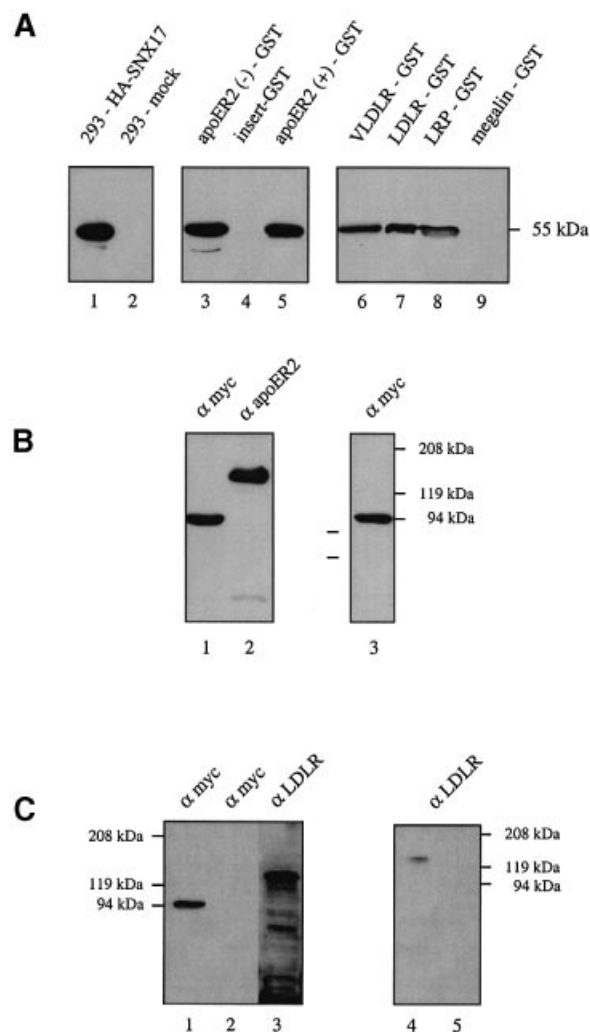 A
293 - HA-SNX17
293 - mock
apoER2 (-) - GST
insert-GST
apoER2 (+) - GST
VLDLR - GST
LDLR - GST
LRP - GST
megalin - GST
55 kDa
1 2 3 4 5 6 7 8 9
B
α myc
α apoER2
α myc
208 kDa
119 kDa
94 kDa
1 2 3
C
α myc
α myc
α LDLR
α LDLR
208 kDa
119 kDa
94 kDa
208 kDa
119 kDa
94 kDa
1 2 3 4 5